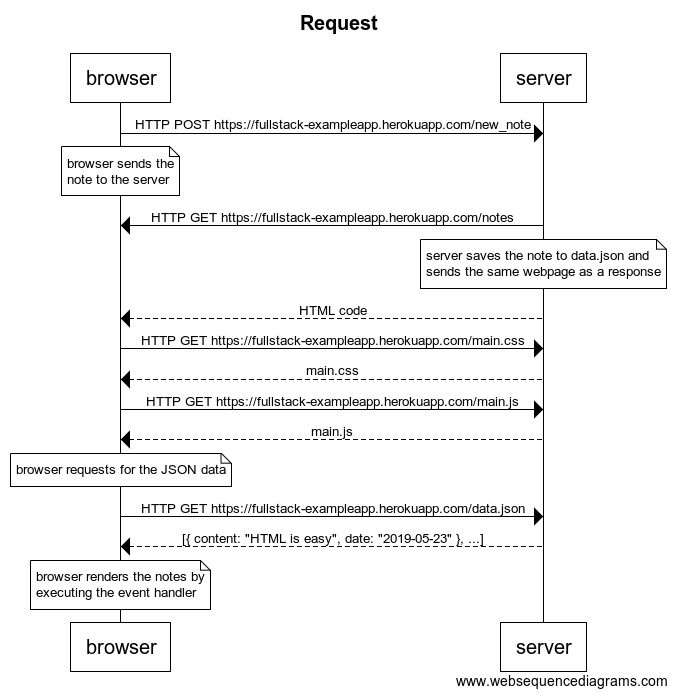 Request
browser
server
HTTP POST https://fullstack-exampleapp.herokuapp.com/new_note
browser sends the
note to the server
HTTP GET https://fullstack-exampleapp.herokuapp.com/notes
server saves the note to data.json and
sends the same webpage as a response
HTML code
HTTP GET https://fullstack-exampleapp.herokuapp.com/main.css
main.css
HTTP GET https://fullstack-exampleapp.herokuapp.com/main.js
main.js
browser requests for the JSON data
HTTP GET https://fullstack-exampleapp.herokuapp.com/data.json
[{ content: "HTML is easy", date: "2019-05-23" }, ...]
browser renders the notes by
executing the event handler
browser
server
www.websequencediagrams.com